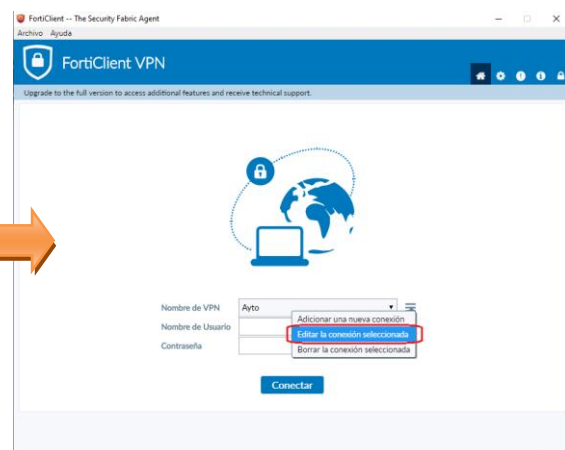 FortiClient -- The Security Fabric Agent
Archivo Ayuda
FortiClient VPN
Upgrade to the full version to access additional features and receive technical support.
Nombre de VPN Ayto
Adicionar una nueva conexión
Nombre de Usuario
Editar la conexión seleccionada
Contraseña
Borrar la conexión seleccionada
Conectar